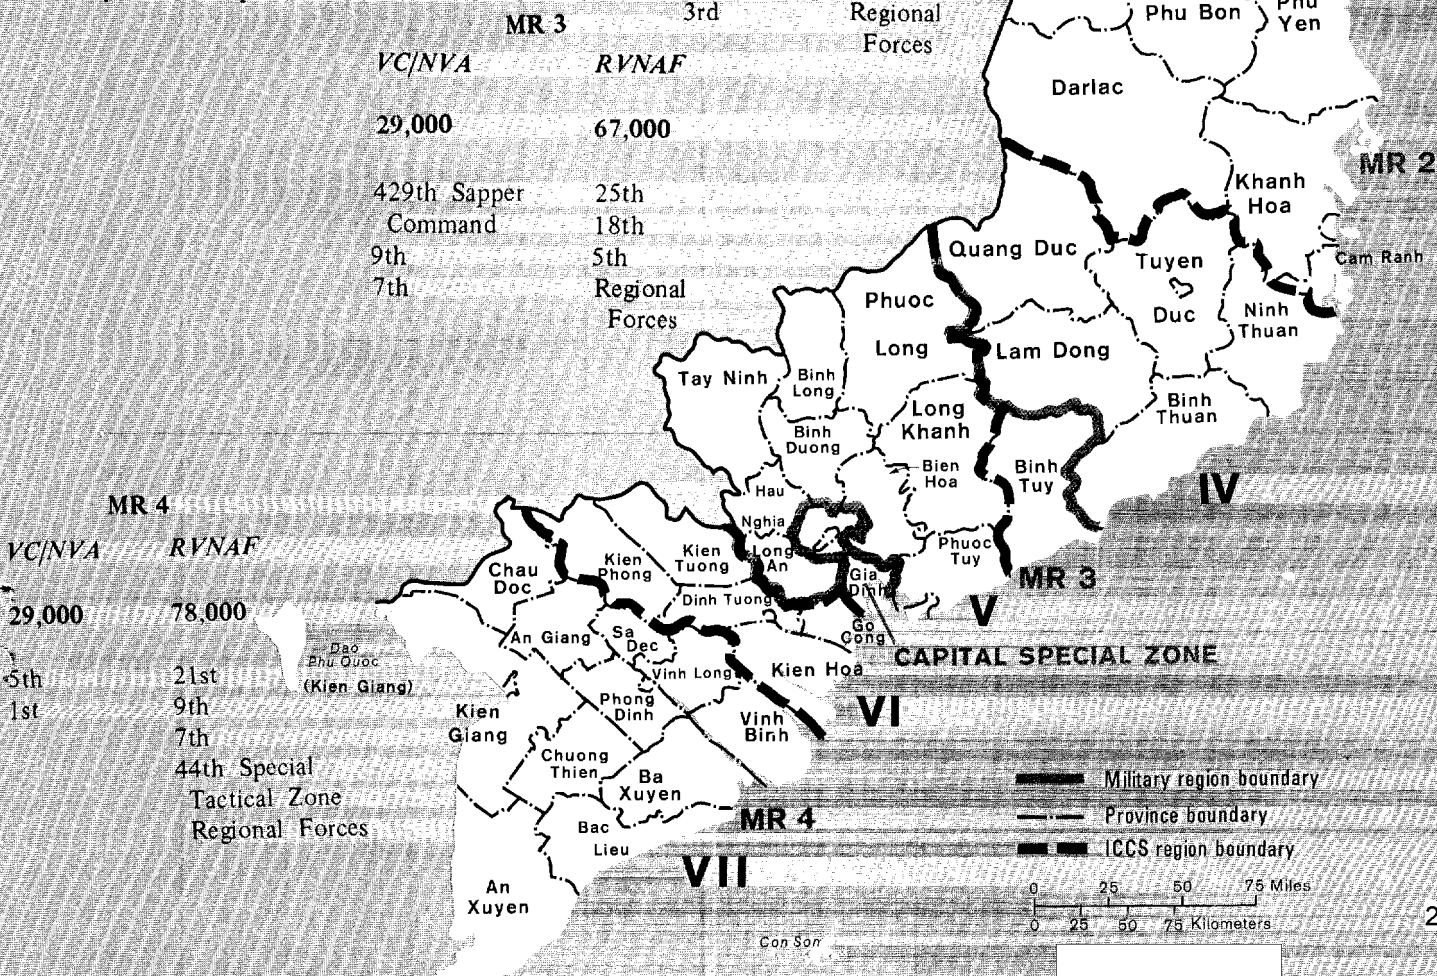 3rd
Regional
Forces
MR 3
VC/NVA
RVNAF
29,000
67,000
429th Sapper
Command
9th
7th
25th
18th
5th
Regional
Forces
MR 4
VC/NVA
RVNAF
29,000
78,000
5th
1st
21st
9th
7th
44th Special
Tactical Zone
Regional Forces
Phu Bon
Phu
Yen
Darlac
MR 2
Khanh
Hoa
Cam Ranh
Quang Duc
Tuyen
Duc
Ninh
Thuan
Phuoc
Long
Lam Dong
Tay Ninh
Binh
Long
Binh
Thuan
Long
Khanh
Binh
Duong
Bien
Hoa
Binh
Tuy
IV
Hau
Nghia
Long
An
Phuoc
Tuy
Gia
Dinh
MR 3
V
Go
Cong
CAPITAL SPECIAL ZONE
Kien
Tuong
Kien
Phong
Chau
Doc
Dinh Tuong
An Giang
Sa
Dec
Dao
Phu Quoc
(Kien Giang)
Vinh Long
Kien Hoa
Phong
Dinh
Kien
Giang
Vinh
Binh
VI
Chuong
Thien
Ba
Xuyen
MR 4
Bac
Lieu
VII
An
Xuyen
Con Son
Military region boundary
Province boundary
ICCS region boundary
0 25 50 75 Miles
0 25 50 75 Kilometers
2